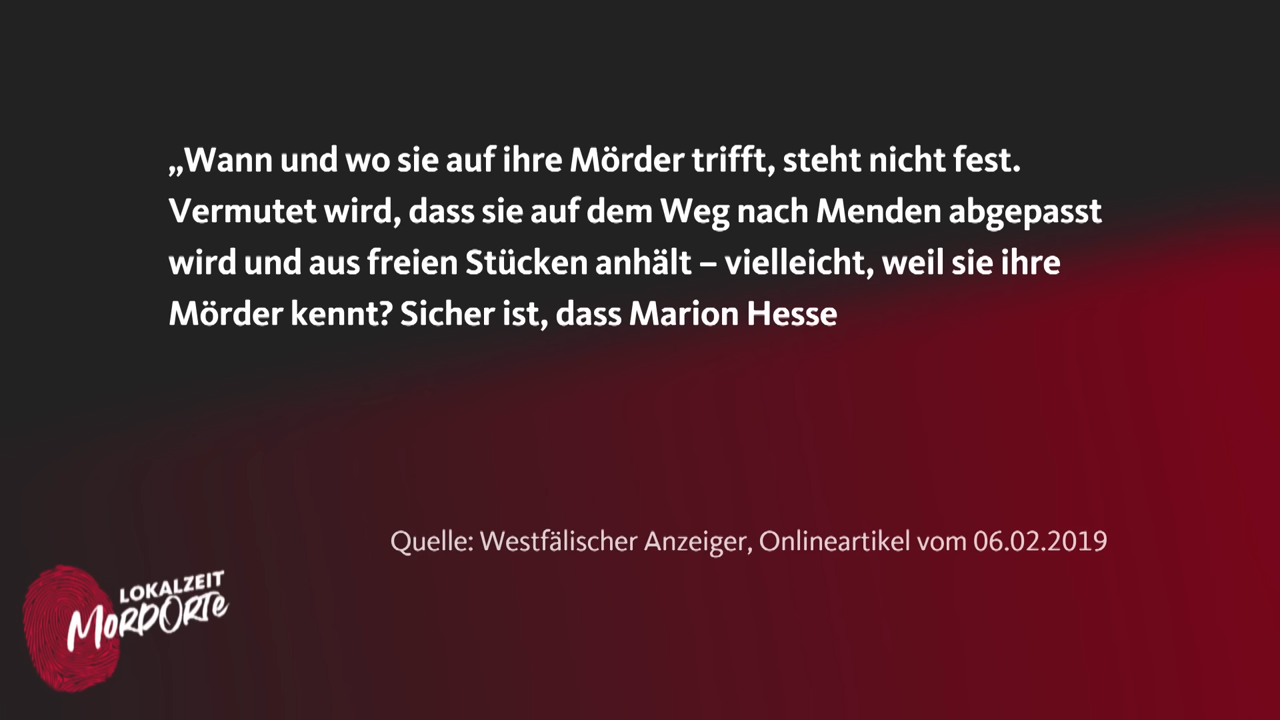 „Wann und wo sie auf ihre Mörder trifft, steht nicht fest.
Vermutet wird, dass sie auf dem Weg nach Menden abgepasst
wird und aus freien Stücken anhält – vielleicht, weil sie ihre
Mörder kennt? Sicher ist, dass Marion Hesse
Quelle: Westfälischer Anzeiger, Onlineartikel vom 06.02.2019
LOKALZEIT
MORDORTe